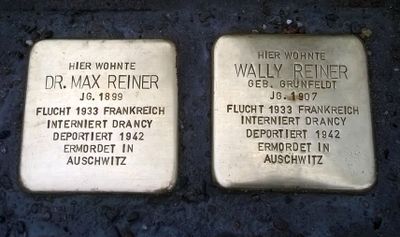 HIER WOHNTE
DR. MAX REINER
JG. 1899
FLUCHT 1933 FRANKREICH
INTERNIERT DRANCY
DEPORTIERT 1942
ERMORDET IN
AUSCHWITZ
HIER WOHNTE
WALLY REINER
GEB. GRÜNFELDT
JG. 1907
FLUCHT 1933 FRANKREICH
INTERNIERT DRANCY
DEPORTIERT 1942
ERMORDET IN
AUSCHWITZ